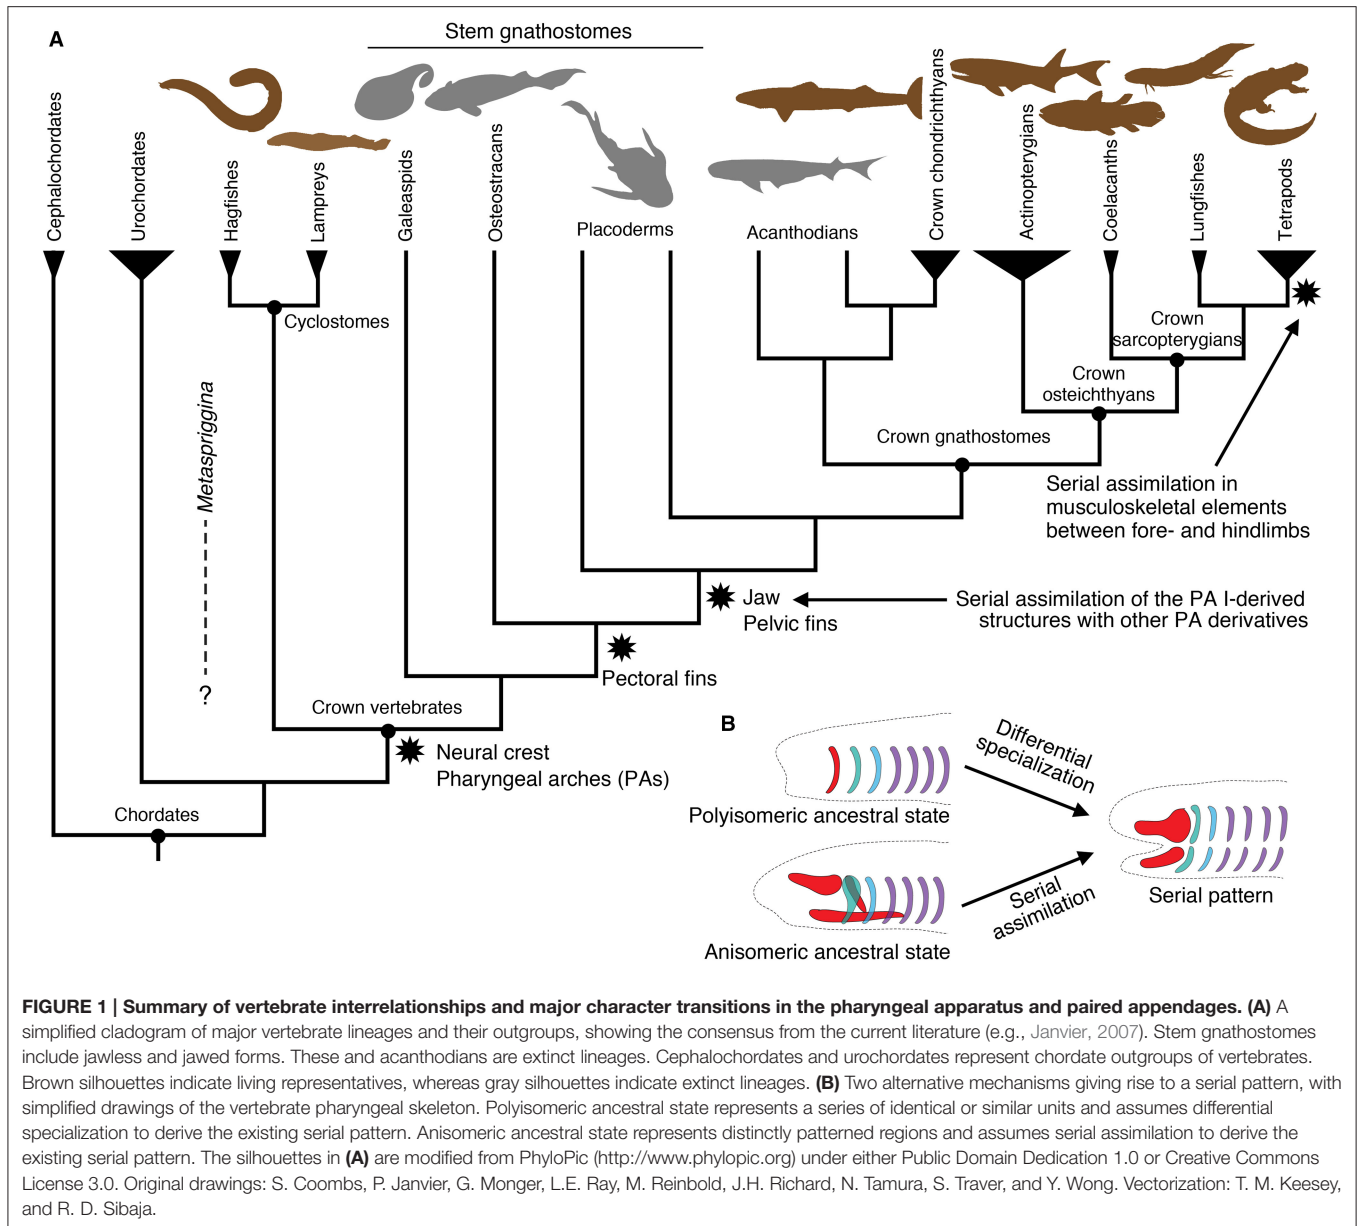 A
Stem gnathostomes
Cephalochordates
Urochordates
Hagfishes
Lampreys
Galeaspids
Osteostracans
Placoderms
Acanthodians
Crown chondrichthyans
Actinopterygians
Coelacanths
Lungfishes
Tetrapods
Cyclostomes
Metaspriggina
?
Crown
sarcopterygians
Crown
osteichthyans
Crown gnathostomes
Serial assimilation in
musculoskeletal elements
between fore- and hindlimbs
Jaw
Pelvic fins
Serial assimilation of the PA I-derived
structures with other PA derivatives
Pectoral fins
Crown vertebrates
Neural crest
Pharyngeal arches (PAs)
Chordates
B
Differential
specialization
Polyisomeric ancestral state
Serial
assimilation
Serial pattern
Anisomeric ancestral state
FIGURE 1 | Summary of vertebrate interrelationships and major character transitions in the pharyngeal apparatus and paired appendages. (A) A
simplified cladogram of major vertebrate lineages and their outgroups, showing the consensus from the current literature (e.g., Janvier, 2007). Stem gnathostomes
include jawless and jawed forms. These and acanthodians are extinct lineages. Cephalochordates and urochordates represent chordate outgroups of vertebrates.
Brown silhouettes indicate living representatives, whereas gray silhouettes indicate extinct lineages. (B) Two alternative mechanisms giving rise to a serial pattern, with
simplified drawings of the vertebrate pharyngeal skeleton. Polyisomeric ancestral state represents a series of identical or similar units and assumes differential
specialization to derive the existing serial pattern. Anisomeric ancestral state represents distinctly patterned regions and assumes serial assimilation to derive the
existing serial pattern. The silhouettes in (A) are modified from PhyloPic (http://www.phylopic.org) under either Public Domain Dedication 1.0 or Creative Commons
License 3.0. Original drawings: S. Coombs, P. Janvier, G. Monger, L.E. Ray, M. Reinbold, J.H. Richard, N. Tamura, S. Traver, and Y. Wong. Vectorization: T. M. Keesey,
and R. D. Sibaja.